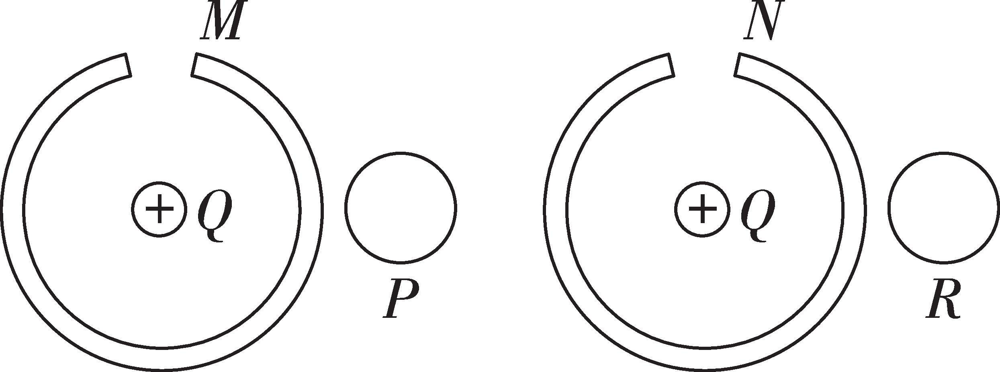 M N
+ Q + Q
P R